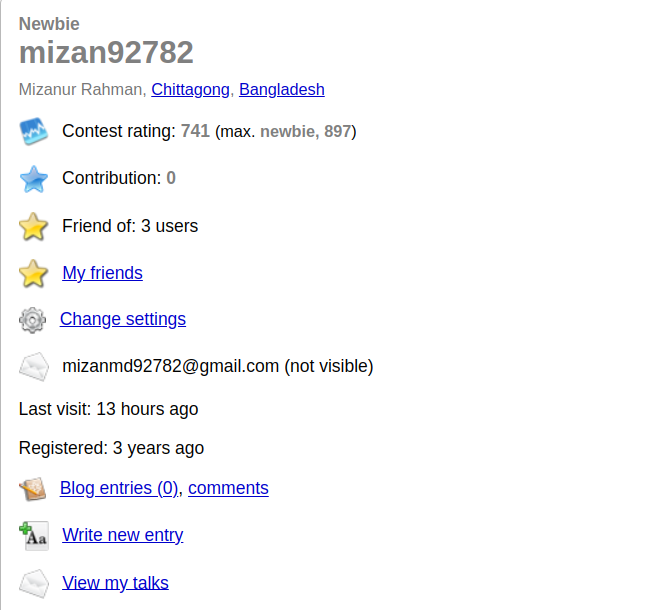 Newbie
mizan92782
Mizanur Rahman, Chittagong, Bangladesh
Contest rating: 741 (max. newbie, 897)
Contribution: 0
Friend of: 3 users
My friends
Change settings
mizanmd92782@gmail.com (not visible)
Last visit: 13 hours ago
Registered: 3 years ago
Blog entries (0), comments
Aa
Write new entry
View my talks